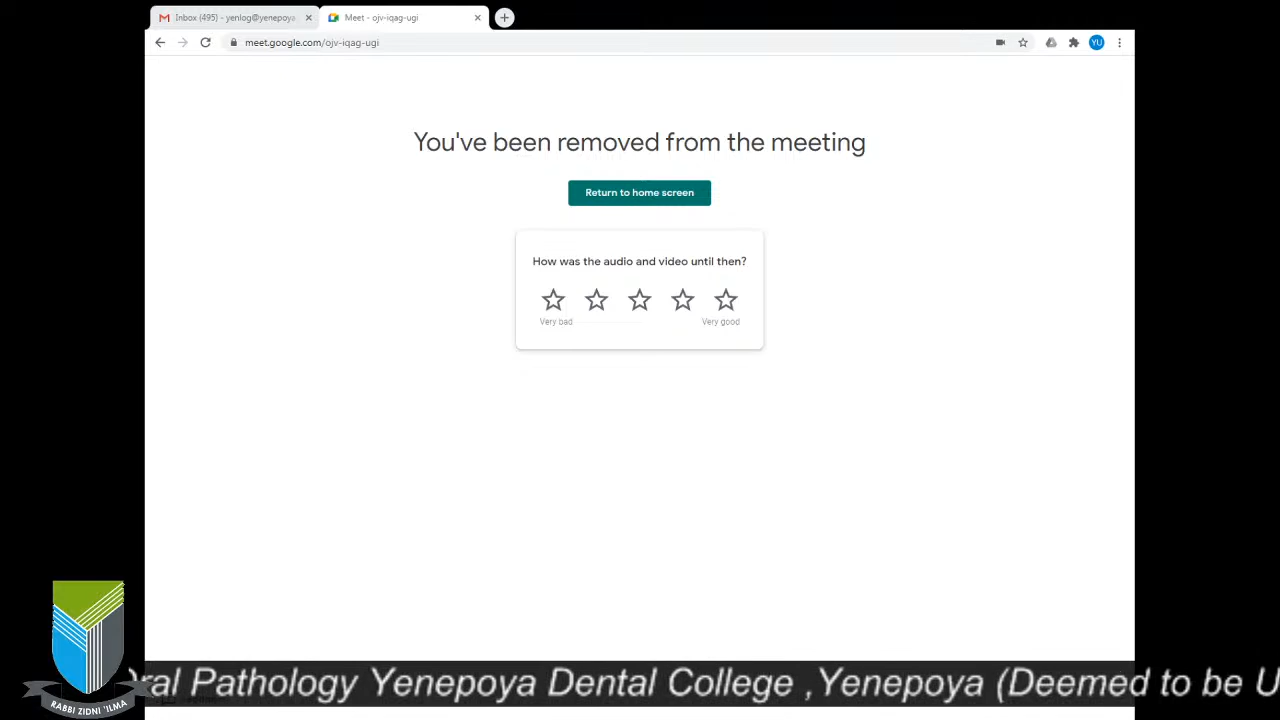 Inbox (495) - yenlog@yenepoya
Meet - ojv-iqag-ugi
meet.google.com/ojv-iqag-ugi
YU
You've been removed from the meeting
Return to home screen
How was the audio and video until then?
Very bad
Very good
Oral Pathology Yenepoya Dental College ,Yenepoya (Deemed to be U
RABBI ZIDNI 'ILMA